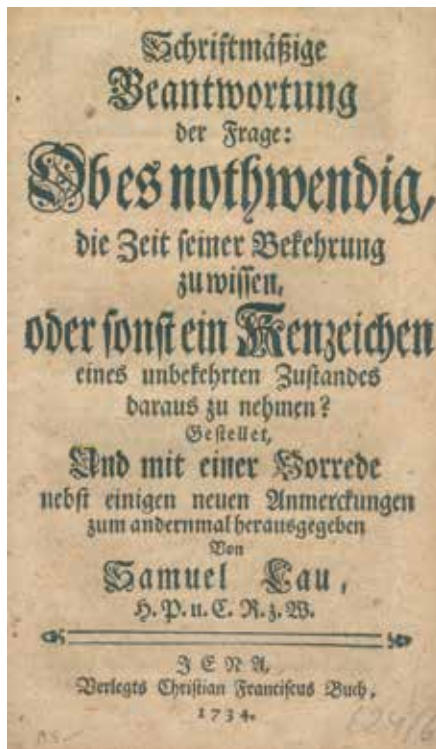 Schriftmäßige
Beantwortung
der Frage:
Ob es nothwendig,
die Zeit seiner Bekehrung
zu wissen,
oder sonst ein Kenzeichen
eines unbekehrten Zustandes
daraus zu nehmen?
Gestellet,
Und mit einer Vorrede
nebst einigen neuen Anmerckungen
zum andernmal herausgegeben
Von
Samuel Lau,
H. P. u. C. R. z. W.
JENA,
Verlegts Christian Franciscus Buch,
1734.